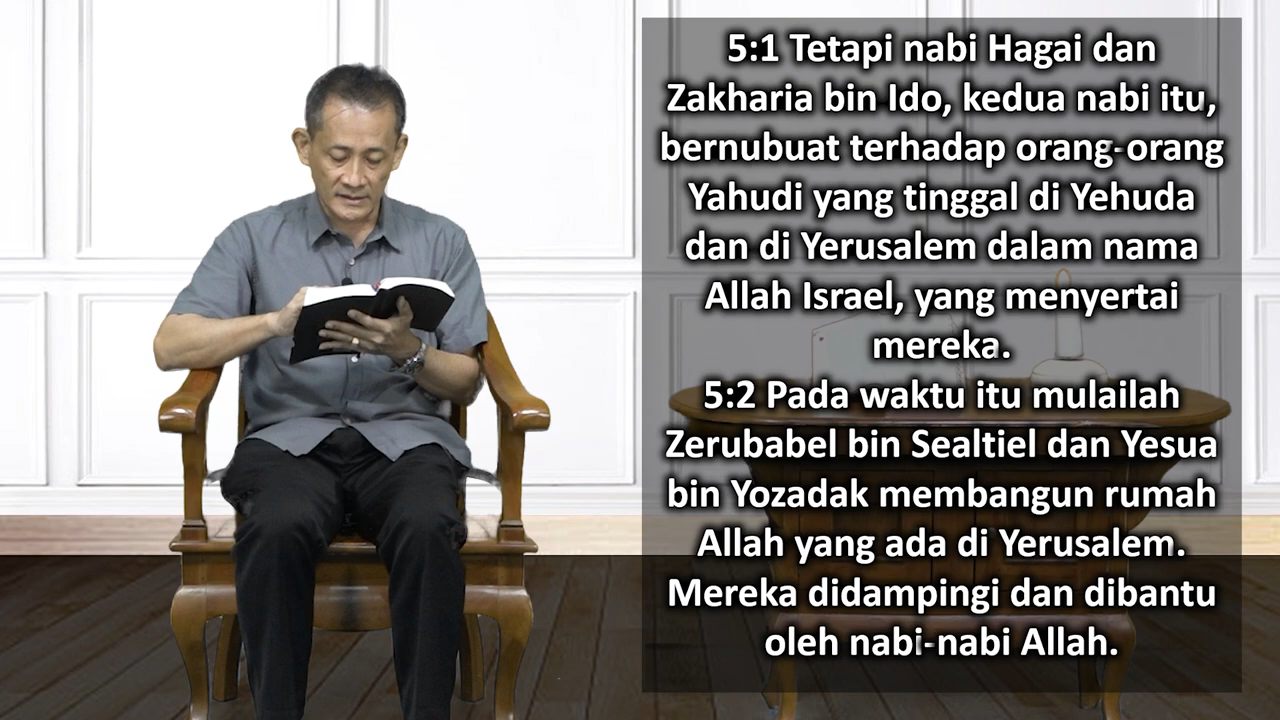 5:1 Tetapi nabi Hagai dan
Zakharia bin Ido, kedua nabi itu,
bernubuat terhadap orang-orang
Yahudi yang tinggal di Yehuda
dan di Yerusalem dalam nama
Allah Israel, yang menyertai
mereka.
5:2 Pada waktu itu mulailah
Zerubabel bin Sealtiel dan Yesua
bin Yozadak membangun rumah
Allah yang ada di Yerusalem.
Mereka didampingi dan dibantu
oleh nabi-nabi Allah.